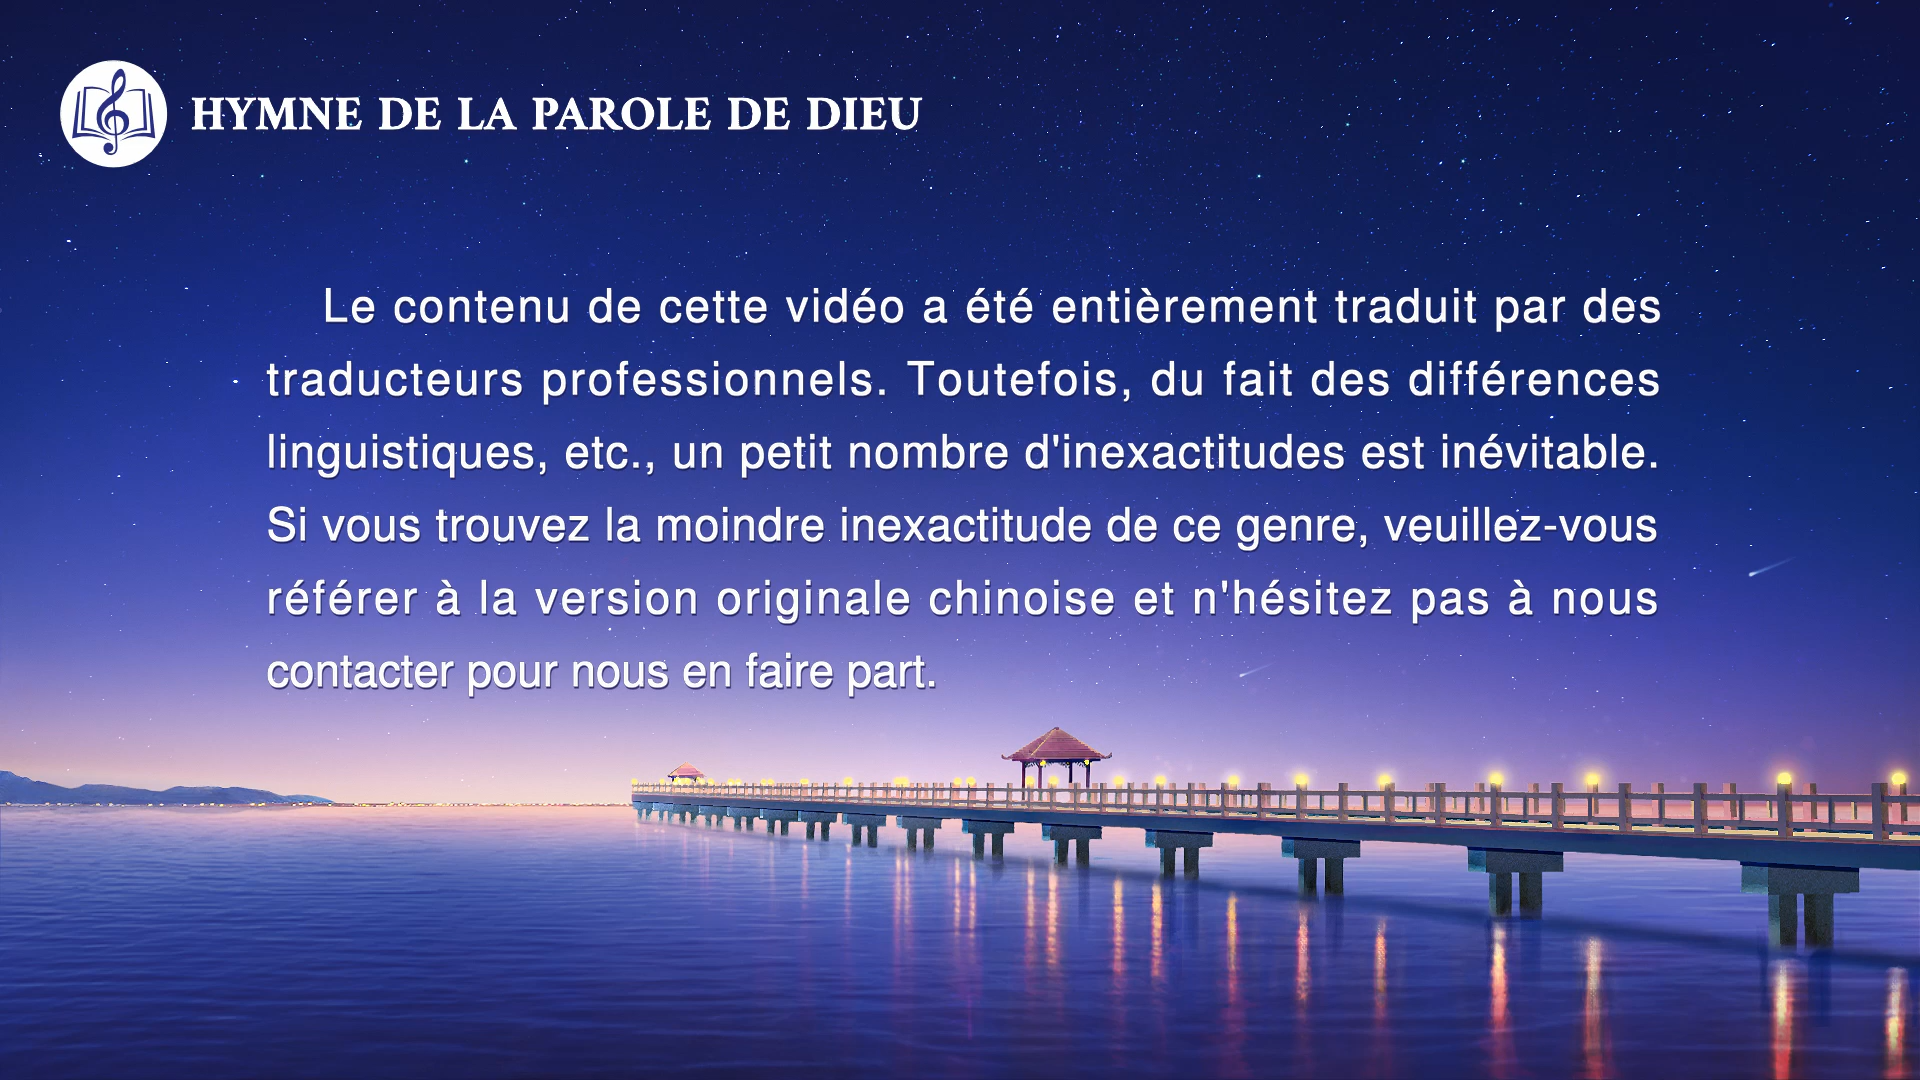 HYMNE DE LA PAROLE DE DIEU
Le contenu de cette vidéo a été entièrement traduit par des
traducteurs professionnels. Toutefois, du fait des différences
linguistiques, etc., un petit nombre d'inexactitudes est inévitable.
Si vous trouvez la moindre inexactitude de ce genre, veuillez-vous
référer à la version originale chinoise et n'hésitez pas à nous
contacter pour nous en faire part.